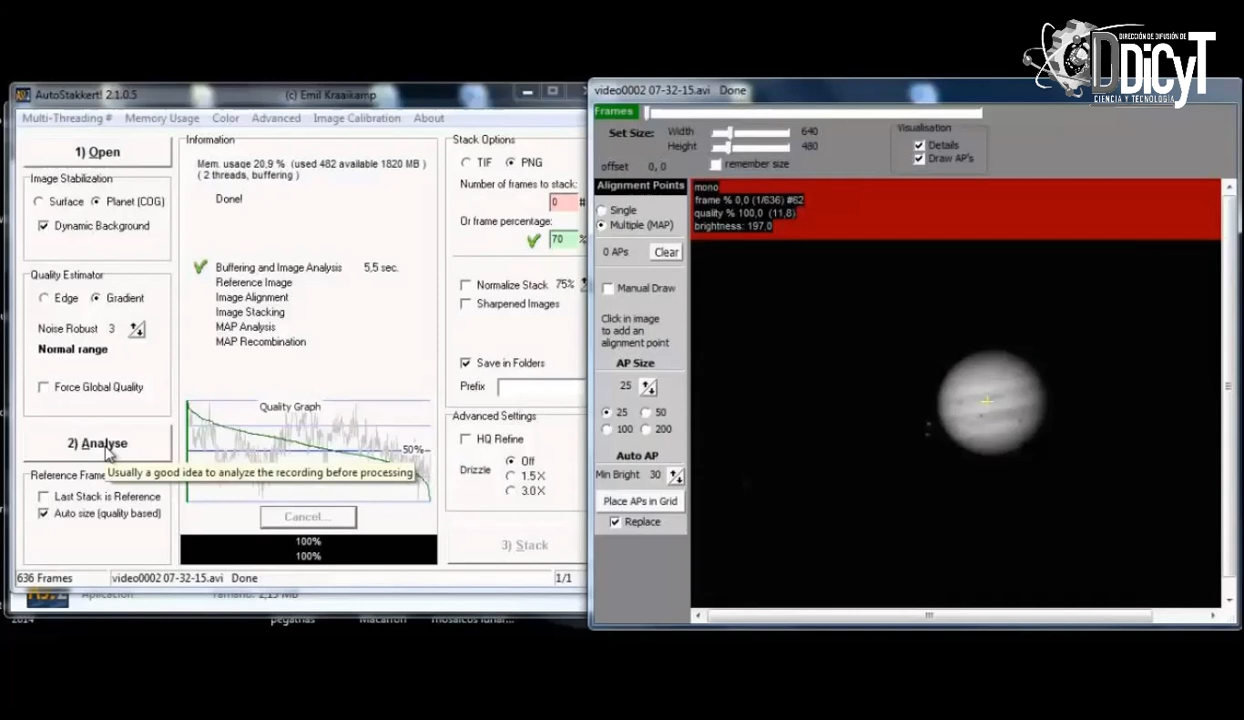 DIRECCIÓN DE DIFUSIÓN DE
DDiCyT
CIENCIA Y TECNOLOGÍA
AutoStakkert! 2.1.0.5 (c) Emil Kraaikamp
Multi-Threading # Memory Usage Color Advanced Image Calibration About
1) Open
Image Stabilization
Surface Planet (COG)
Dynamic Background
Quality Estimator
Edge Gradient
Noise Robust 3
Normal range
Force Global Quality
2) Analyse
Usually a good idea to analyze the recording before processing
Reference Frame
Last Stack is Reference
Auto size (quality based)
Information
Mem. usage 20,9 % (used 482 available 1820 MB )
( 2 threads, buffering )
Done!
Buffering and Image Analysis 5,5 sec.
Reference Image
Image Alignment
Image Stacking
MAP Analysis
MAP Recombination
Quality Graph
50%
Cancel...
100%
100%
Stack Options
TIF PNG
Number of frames to stack:
0 #
Or frame percentage:
70 %
Normalize Stack 75%
Sharpened Images
Save in Folders
Prefix
Advanced Settings
HQ Refine
Drizzle Off
1.5 X
3.0 X
3) Stack
636 Frames video0002 07-32-15.avi Done 1/1
2014 pegatinas mosaicos lunar...
video0002 07-32-15.avi Done
Frames
Set Size: Width 640
Height 480
offset 0, 0 remember size
Visualisation
Details
Draw AP's
Alignment Points
Single
Multiple (MAP)
0 APs Clear
Manual Draw
Click in image
to add an
alignment point
AP Size
25
25 50
100 200
Auto AP
Min Bright 30
Place APs in Grid
Replace
mono
frame % 0,0 (1/636) #62
quality % 100,0 (11,8)
brightness: 197,0